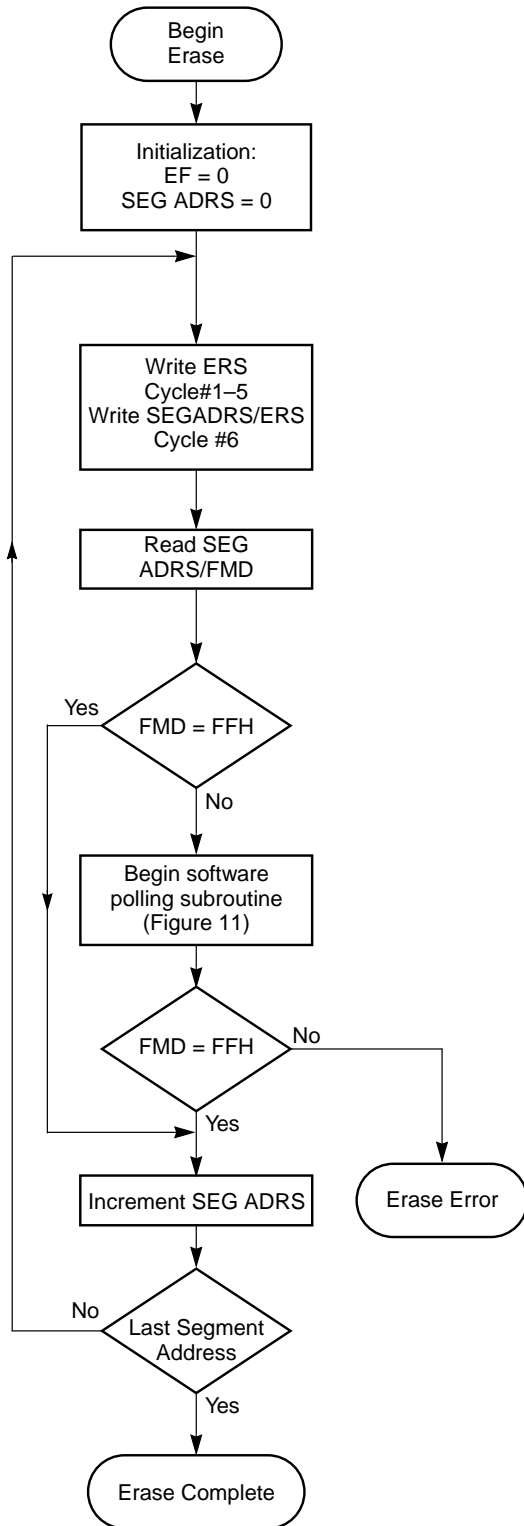 Begin
Erase
Initialization:
EF = 0
SEG ADRS = 0
Write ERS
Cycle#1–5
Write SEGADRS/ERS
Cycle #6
Read SEG
ADRS/FMD
Yes
FMD = FFH
No
Begin software
polling subroutine
(Figure 11)
FMD = FFH
No
Yes
Increment SEG ADRS
Erase Error
No
Last Segment
Address
Yes
Erase Complete